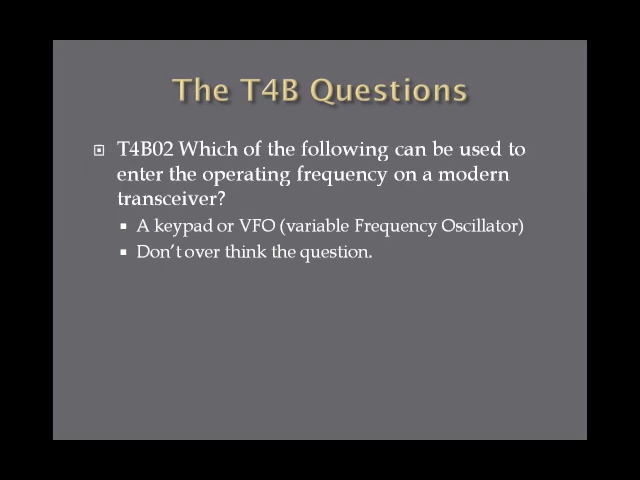 The T4B Questions
T4B02 Which of the following can be used to
enter the operating frequency on a modern
transceiver?
A keypad or VFO (variable Frequency Oscillator)
Don't over think the question.